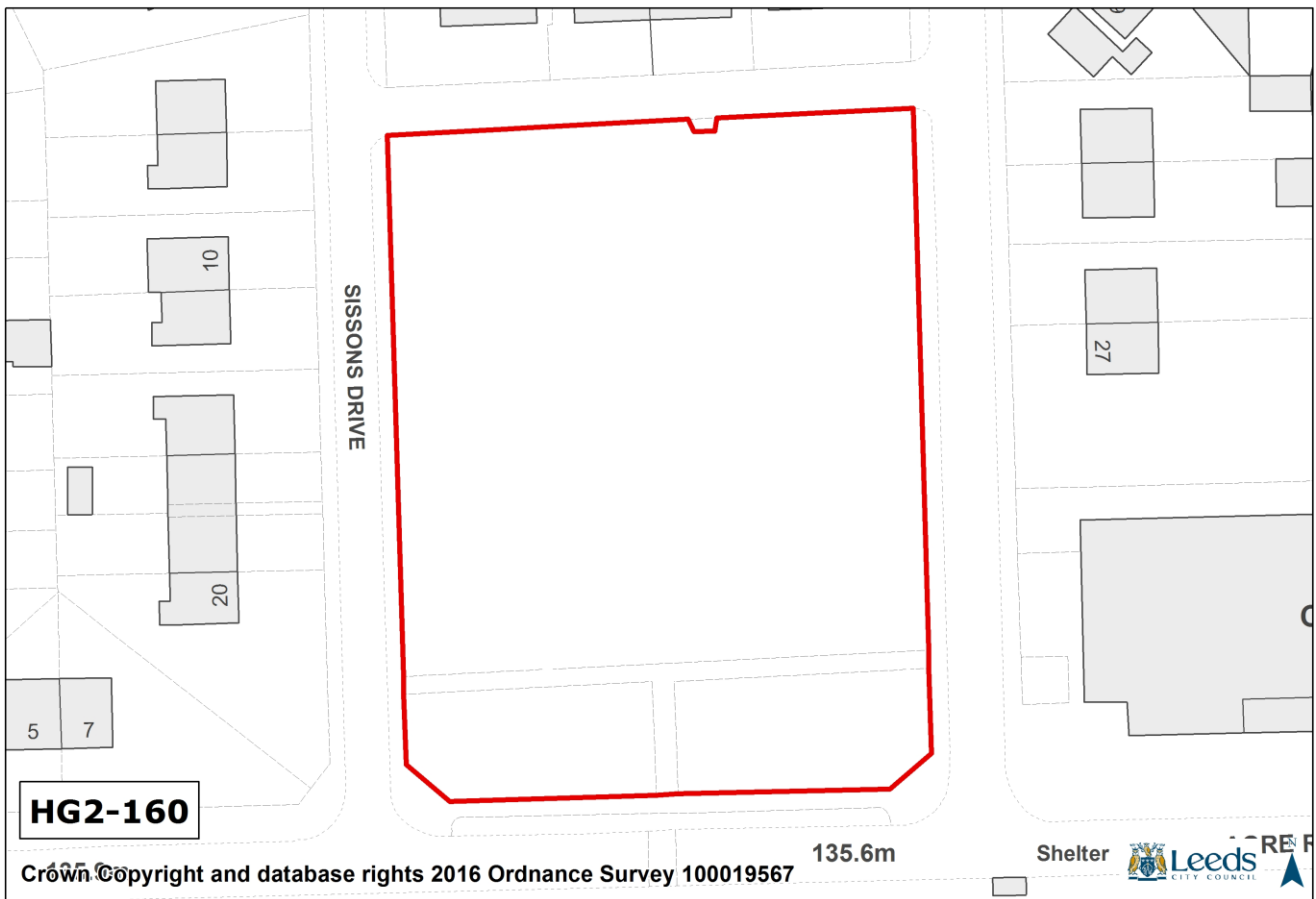 10
SISSONS DRIVE
27
20
5
7
HG2-160
135.6m
Shelter
Leeds
CITY COUNCIL
N
Crown Copyright and database rights 2016 Ordnance Survey 100019567